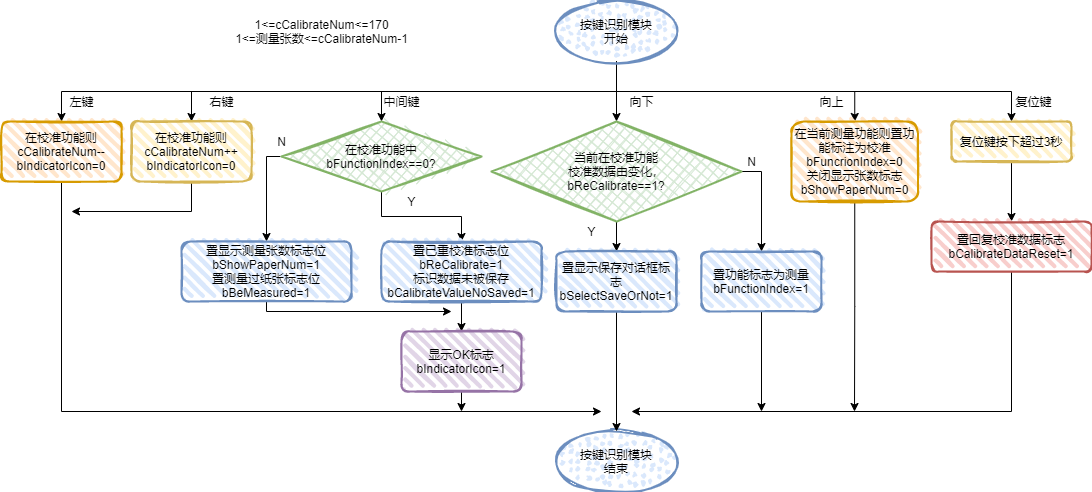 1<=cCalibrateNum<=170
1<=测量张数<=cCalibrateNum-1
按键识别模块
开始
左键
右键
中间键
向下
向上
复位键
在校准功能则
cCalibrateNum--
bIndicatorIcon=0
在校准功能则
cCalibrateNum++
bIndicatorIcon=0
N
在校准功能中
bFunctionIndex==0?
Y
当前在校准功能
校准数据由变化,
bReCalibrate==1?
N
Y
在当前测量功能则置功
能标注为校准
bFuncrionIndex=0
关闭显示张数标志
bShowPaperNum=0
复位键按下超过3秒
置显示测量张数标志位
bShowPaperNum=1
置测量过纸张标志位
bBeMeasured=1
置已重校准标志位
bReCalibrate=1
标识数据未被保存
bCalibrateValueNoSaved=1
置显示保存对话框标
志
bSelectSaveOrNot=1
置功能标志为测量
bFunctionIndex=1
置回复校准数据标志
bCalibrateDataReset=1
显示OK标志
bIndicatorIcon=1
按键识别模块
结束